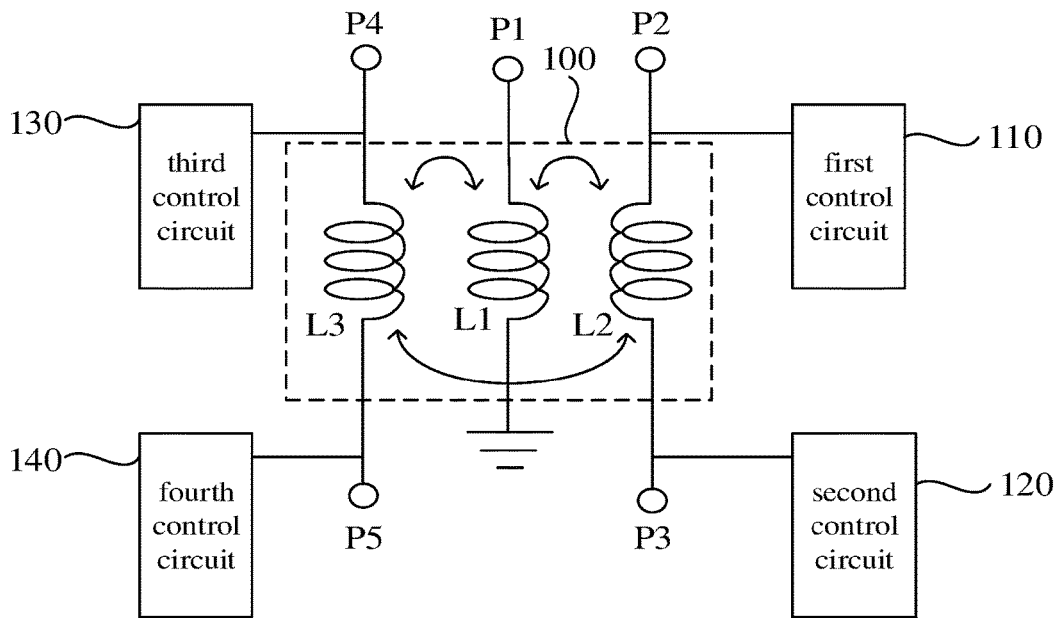 P4
P1
P2
100
130
third
control
circuit
first
control
circuit
110
L3
L1
L2
140
fourth
control
circuit
P5
P3
second
control
circuit
120